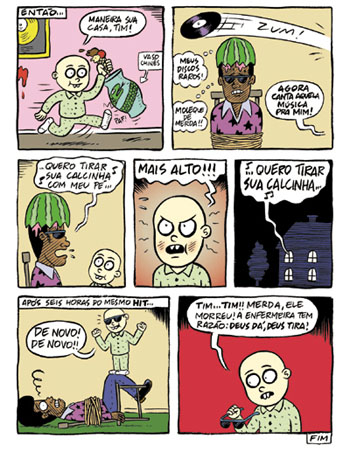 ENTÃO...
MANEIRA SUA
CASA, TIM!
VASO
CHINÊS
PAF!
ZUM!
MEUS
DISCOS
RAROS!
MOLEQUE
DE MERDA!!
AGORA
CANTA AQUELA
MÚSICA
PRA MIM!
...QUERO TIRAR
SUA CALCINHA
COM MEU PÉ...
MAIS ALTO!!!
...QUERO TIRAR
SUA CALCINHA...
APÓS SEIS HORAS DO MESMO HIT...
DE NOVO!
DE NOVO!!
TIM... TIM!! MERDA, ELE
MORREU! A ENFERMEIRA TEM
RAZÃO: DEUS DÁ, DEUS TIRA!
FIM